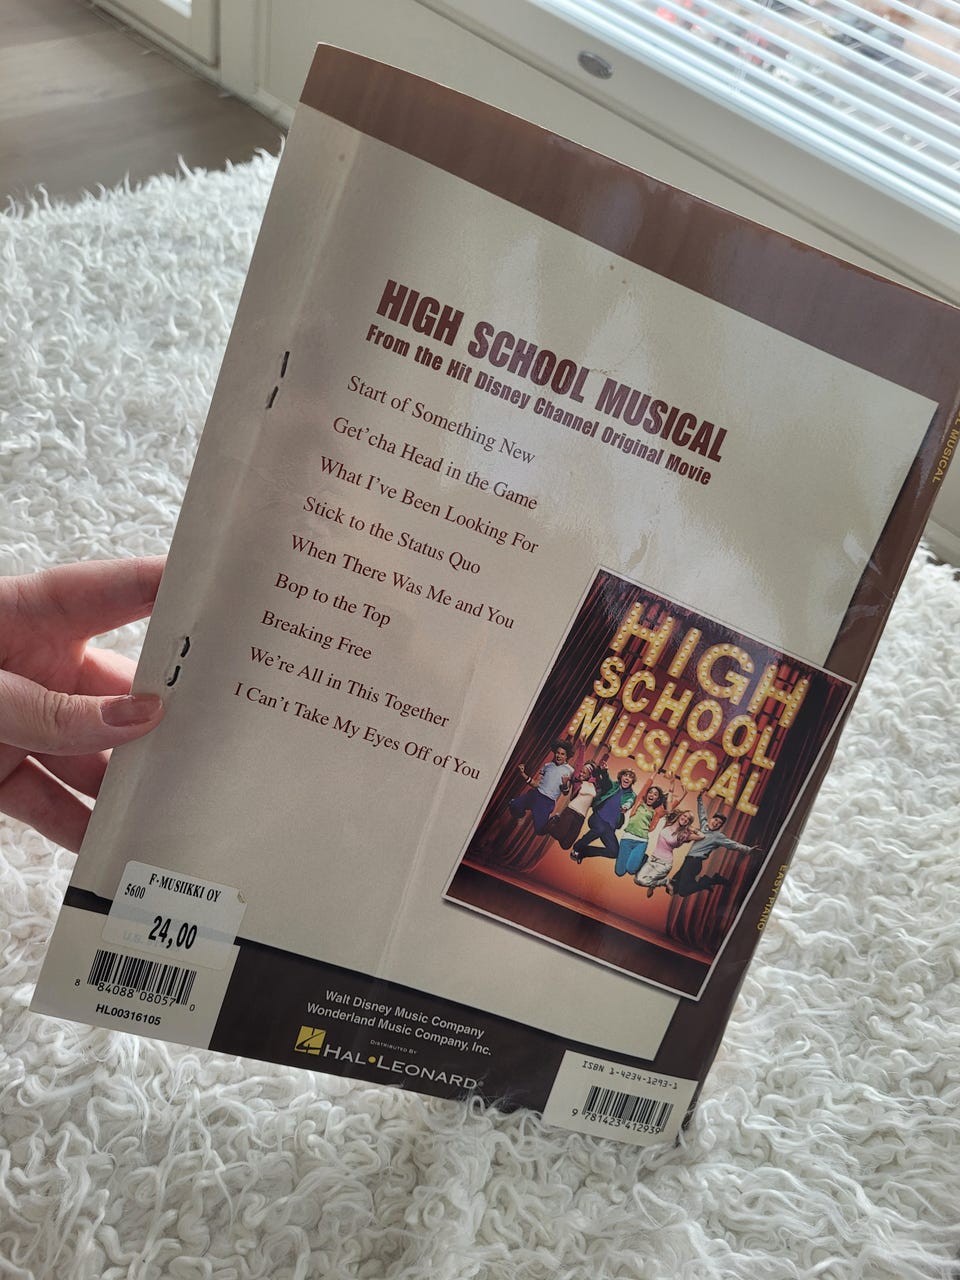 HIGH SCHOOL MUSICAL
From the Hit Disney Channel Original Movie
Start of Something New
Get'cha Head in the Game
What I've Been Looking For
Stick to the Status Quo
When There Was Me and You
Bop to the Top
Breaking Free
We're All in This Together
I Can't Take My Eyes Off of You
HIGH
SCHOOL
MUSICAL
MUSICAL
EASY PIANO
F-MUSIIKKI OY
5600
24,00
U.S.
8 84088 08057 0
HL00316105
Walt Disney Music Company
Wonderland Music Company, Inc.
DISTRIBUTED BY
HAL•LEONARD®
ISBN 1-4234-1293-1
9 781423 412939